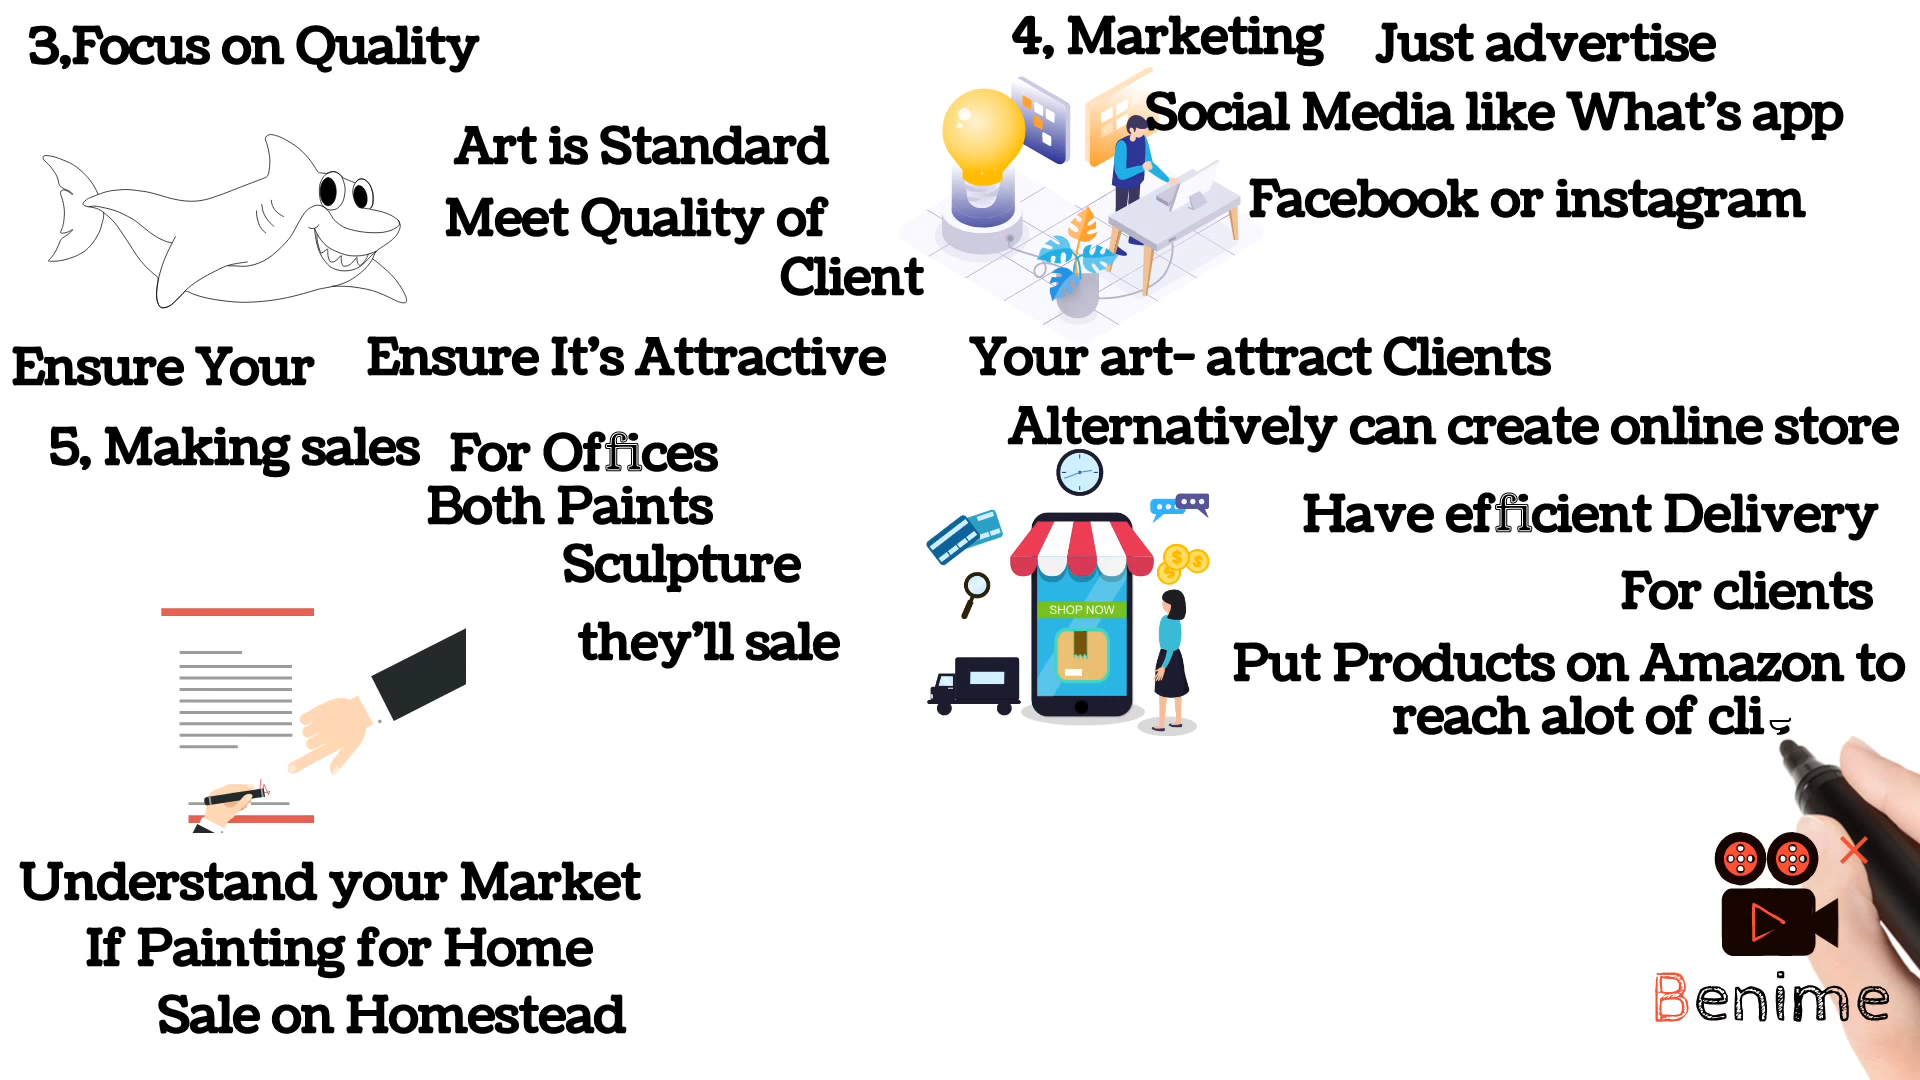 3,Focus on Quality
Art is Standard
Meet Quality of
Client
Ensure Your
Ensure It's Attractive
4, Marketing
Just advertise
Social Media like What's app
Facebook or instagram
Your art- attract Clients
Alternatively can create online store
5, Making sales
For Offices
Both Paints
Sculpture
they'll sale
SHOP NOW
Have efficient Delivery
For clients
Put Products on Amazon to
reach alot of cli
Understand your Market
If Painting for Home
Sale on Homestead
Benime